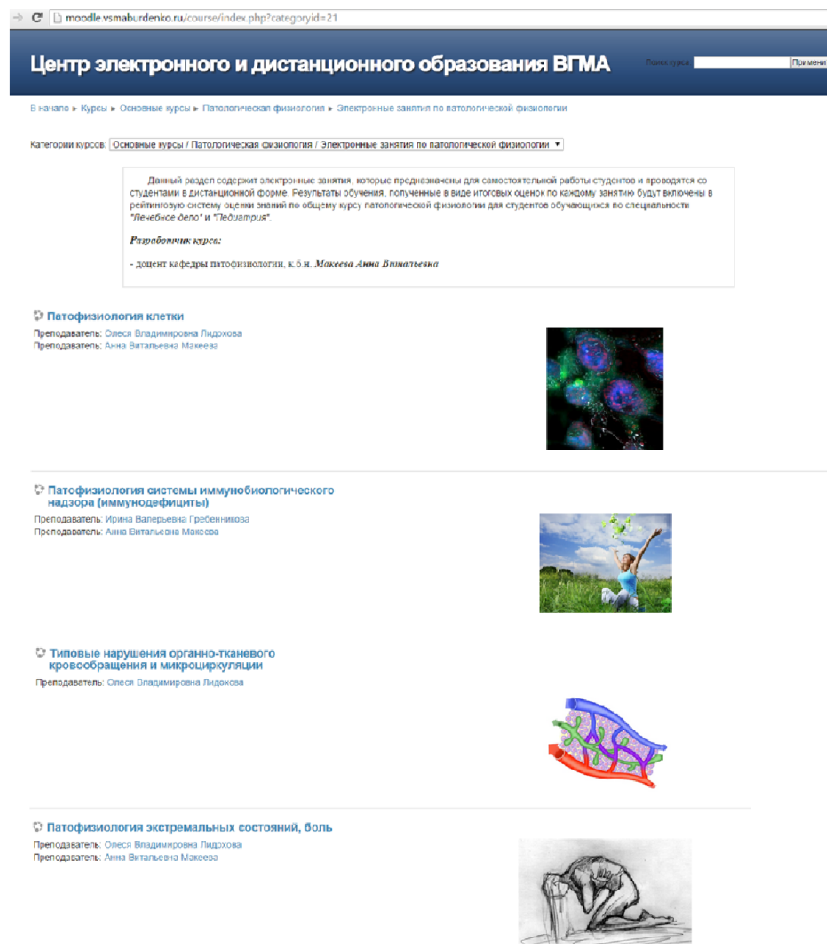 moodle.vsmaburdenko.ru/course/index.php?categoryid=21
Центр электронного и дистанционного образования ВГМА
Поиск курса:
Примени
В начало ► Курсы ► Основные курсы ► Патологическая физиология ► Электронные занятия по патологической физиологии
Категории курсов: Основные курсы / Патологическая физиология / Электронные занятия по патологической физиологии
Данный раздел содержит электронные занятия, которые предназначены для самостоятельной работы студентов и проводятся со
студентами в дистанционной форме. Результаты обучения, полученные в виде итоговых оценок по каждому занятию будут включены в
рейтинговую систему оценки знаний по общему курсу патологической физиологии для студентов обучающихся по специальности
"Лечебное дело" и "Педиатрия".
Разработчик курса:
- доцент кафедры патофизиологии, к.б.н. Макеева Анна Витальевна
Патофизиология клетки
Преподаватель: Олеся Владимировна Лидохова
Преподаватель: Анна Витальевна Макеева
Патофизиология системы иммунобиологического
надзора (иммунодефициты)
Преподаватель: Ирина Валерьевна Гребенникова
Преподаватель: Анна Витальевна Макеева
Типовые нарушения органно-тканевого
кровообращения и микроциркуляции
Преподаватель: Олеся Владимировна Лидохова
Патофизиология экстремальных состояний, боль
Преподаватель: Олеся Владимировна Лидохова
Преподаватель: Анна Витальевна Макеева